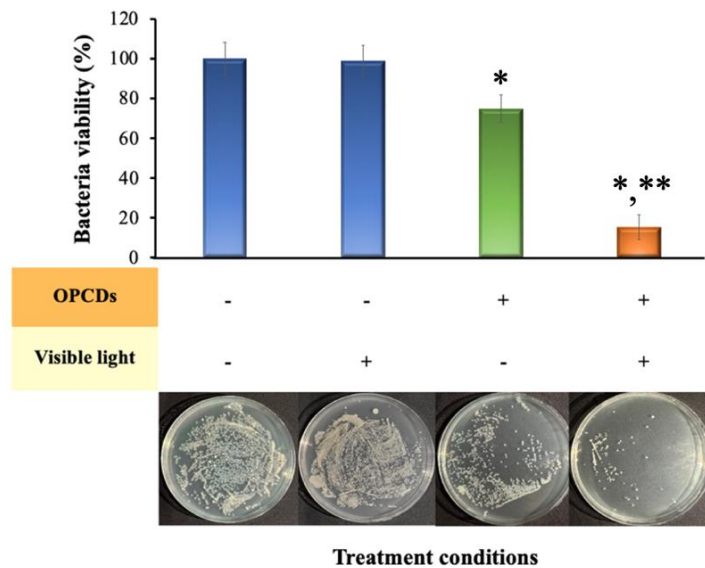 Bacteria viability (%)
120
100
80
60
40
20
0
*
*,**
OPCDs - - + +
Visible light - + - +
Treatment conditions